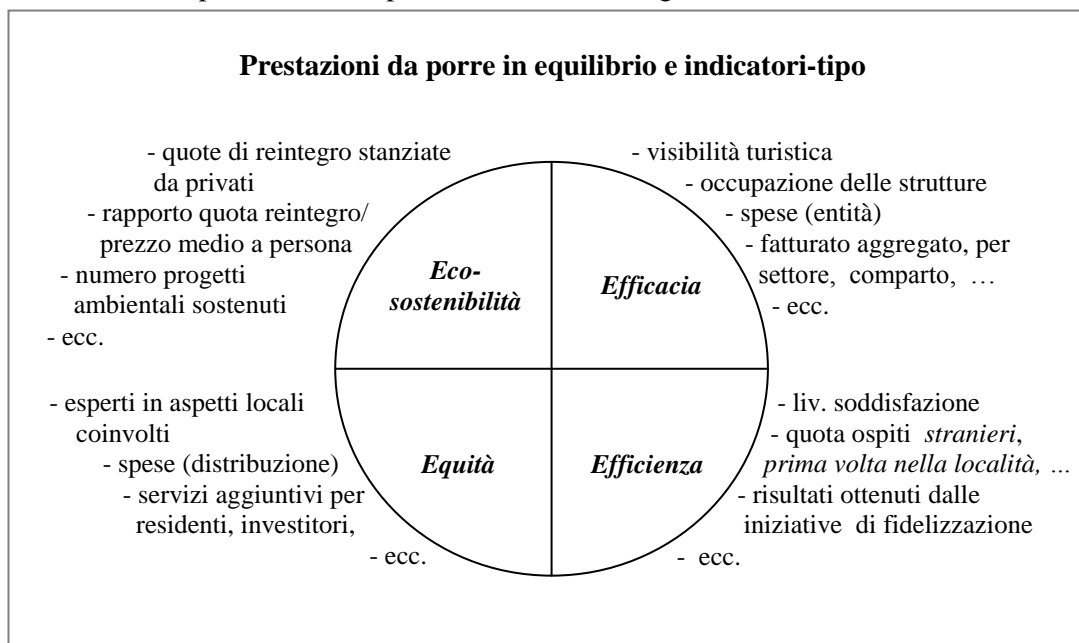 Prestazioni da porre in equilibrio e indicatori-tipo
- quote di reintegro stanziate
da privati
- rapporto quota reintegro/
prezzo medio a persona
- numero progetti
ambientali sostenuti
- ecc.
Eco-
sostenibilità
- visibilità turistica
- occupazione delle strutture
- spese (entità)
- fatturato aggregato, per
settore, comparto, …
- ecc.
Efficacia
- esperti in aspetti locali
coinvolti
- spese (distribuzione)
- servizi aggiuntivi per
residenti, investitori,
- ecc.
Equità
Efficienza
- liv. soddisfazione
- quota ospiti stranieri,
prima volta nella località, …
- risultati ottenuti dalle
iniziative di fidelizzazione
- ecc.